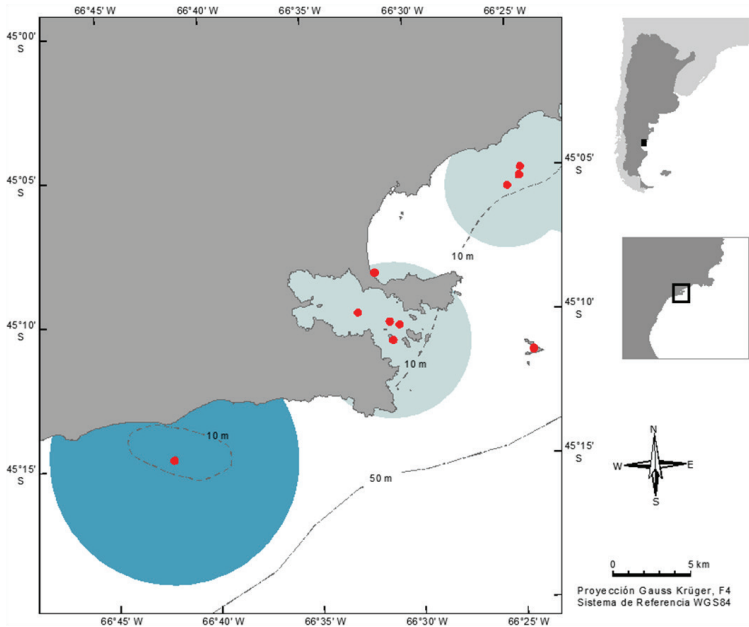 66°45' W 66°40' W 66°35' W 66°30' W 66°25' W
45°00'
S
45°05'
S
45°05'
S
10 m
45°10'
S
45°10'
S
10 m
10 m
45°15'
S
45°15'
S
50 m
66°45' W 66°40' W 66°35' W 66°30' W 66°25' W
N
W E
S
0 5 km
Proyección Gauss Krüger, F4
Sistema de Referencia WGS84